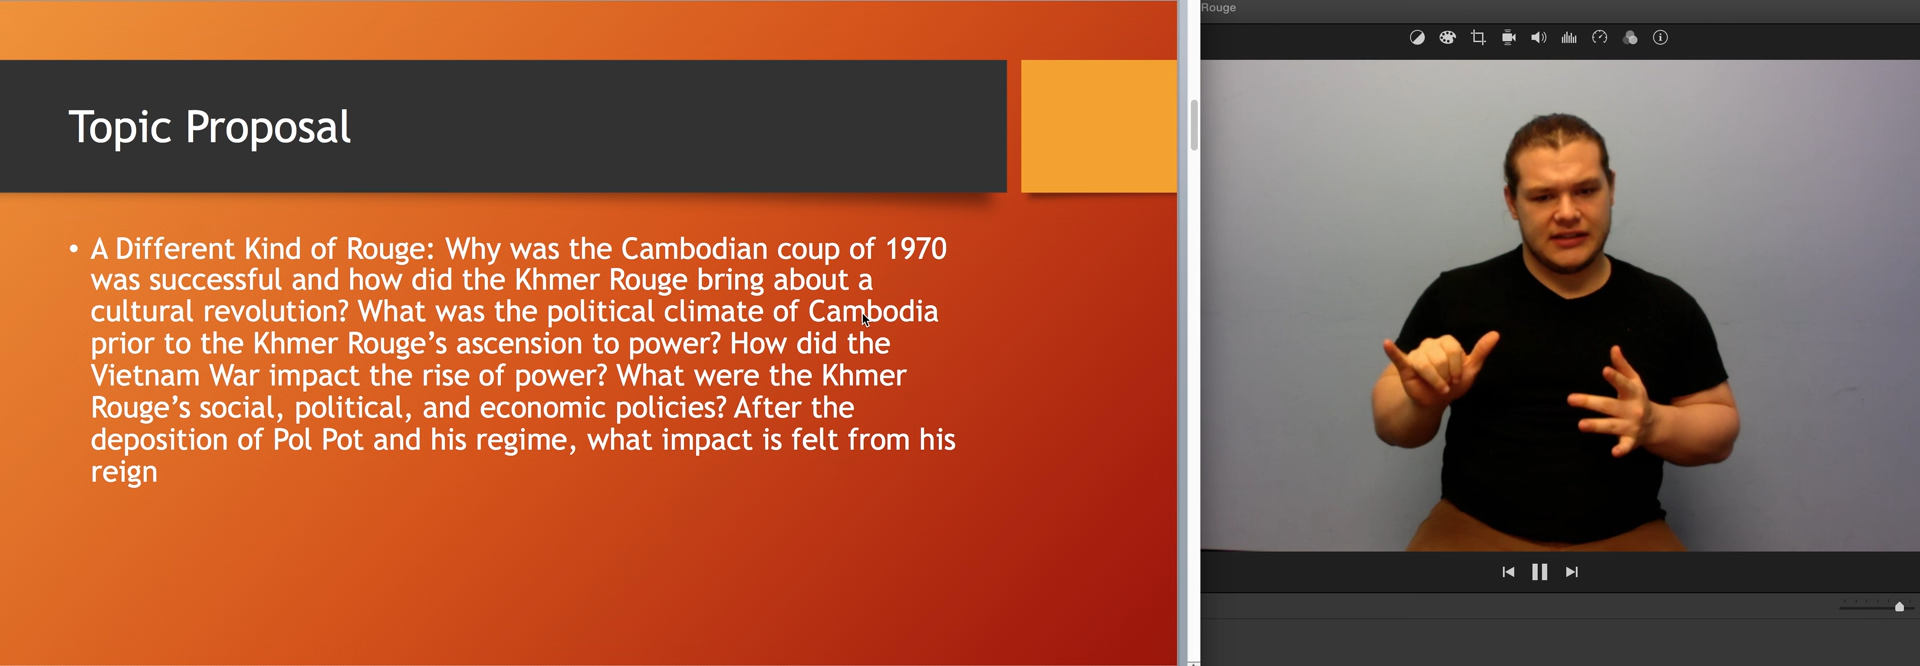 Topic Proposal
• A Different Kind of Rouge: Why was the Cambodian coup of 1970
was successful and how did the Khmer Rouge bring about a
cultural revolution? What was the political climate of Cambodia
prior to the Khmer Rouge’s ascension to power? How did the
Vietnam War impact the rise of power? What were the Khmer
Rouge’s social, political, and economic policies? After the
deposition of Pol Pot and his regime, what impact is felt from his
reign
Rouge